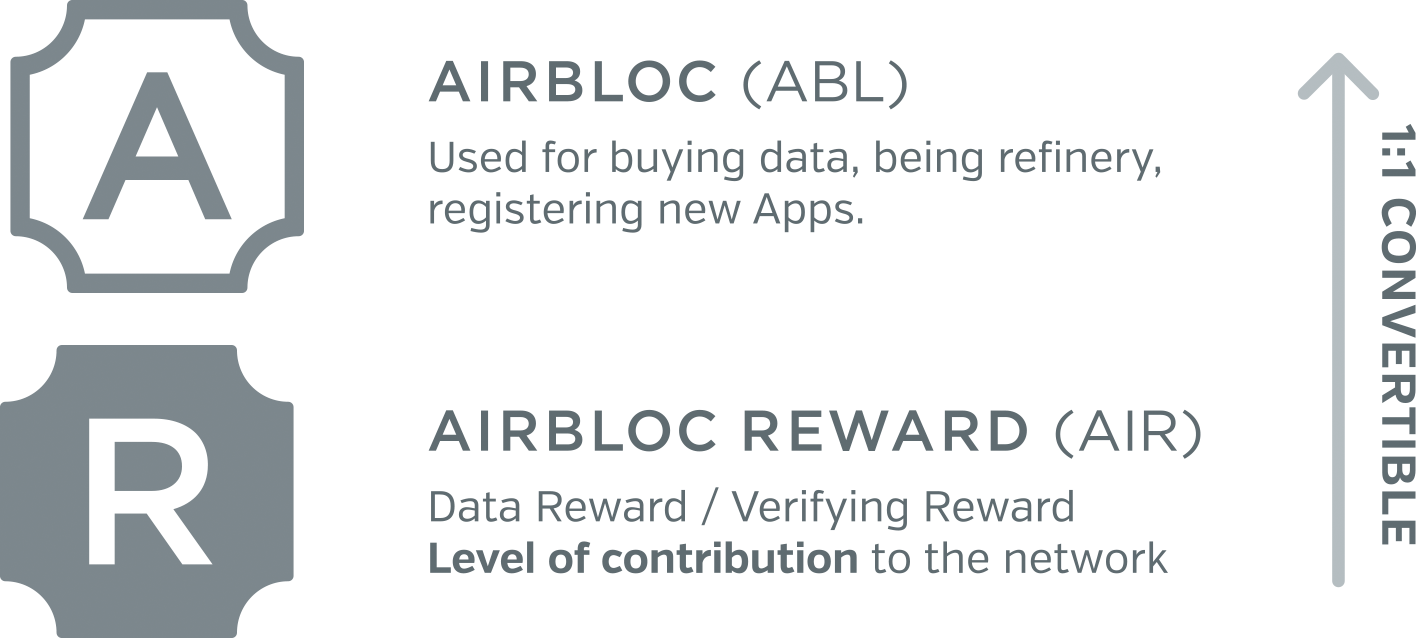 A
AIRBLOC (ABL)
Used for buying data, being refinery,
registering new Apps.
R
AIRBLOC REWARD (AIR)
Data Reward / Verifying Reward
Level of contribution to the network
1:1 CONVERTIBLE